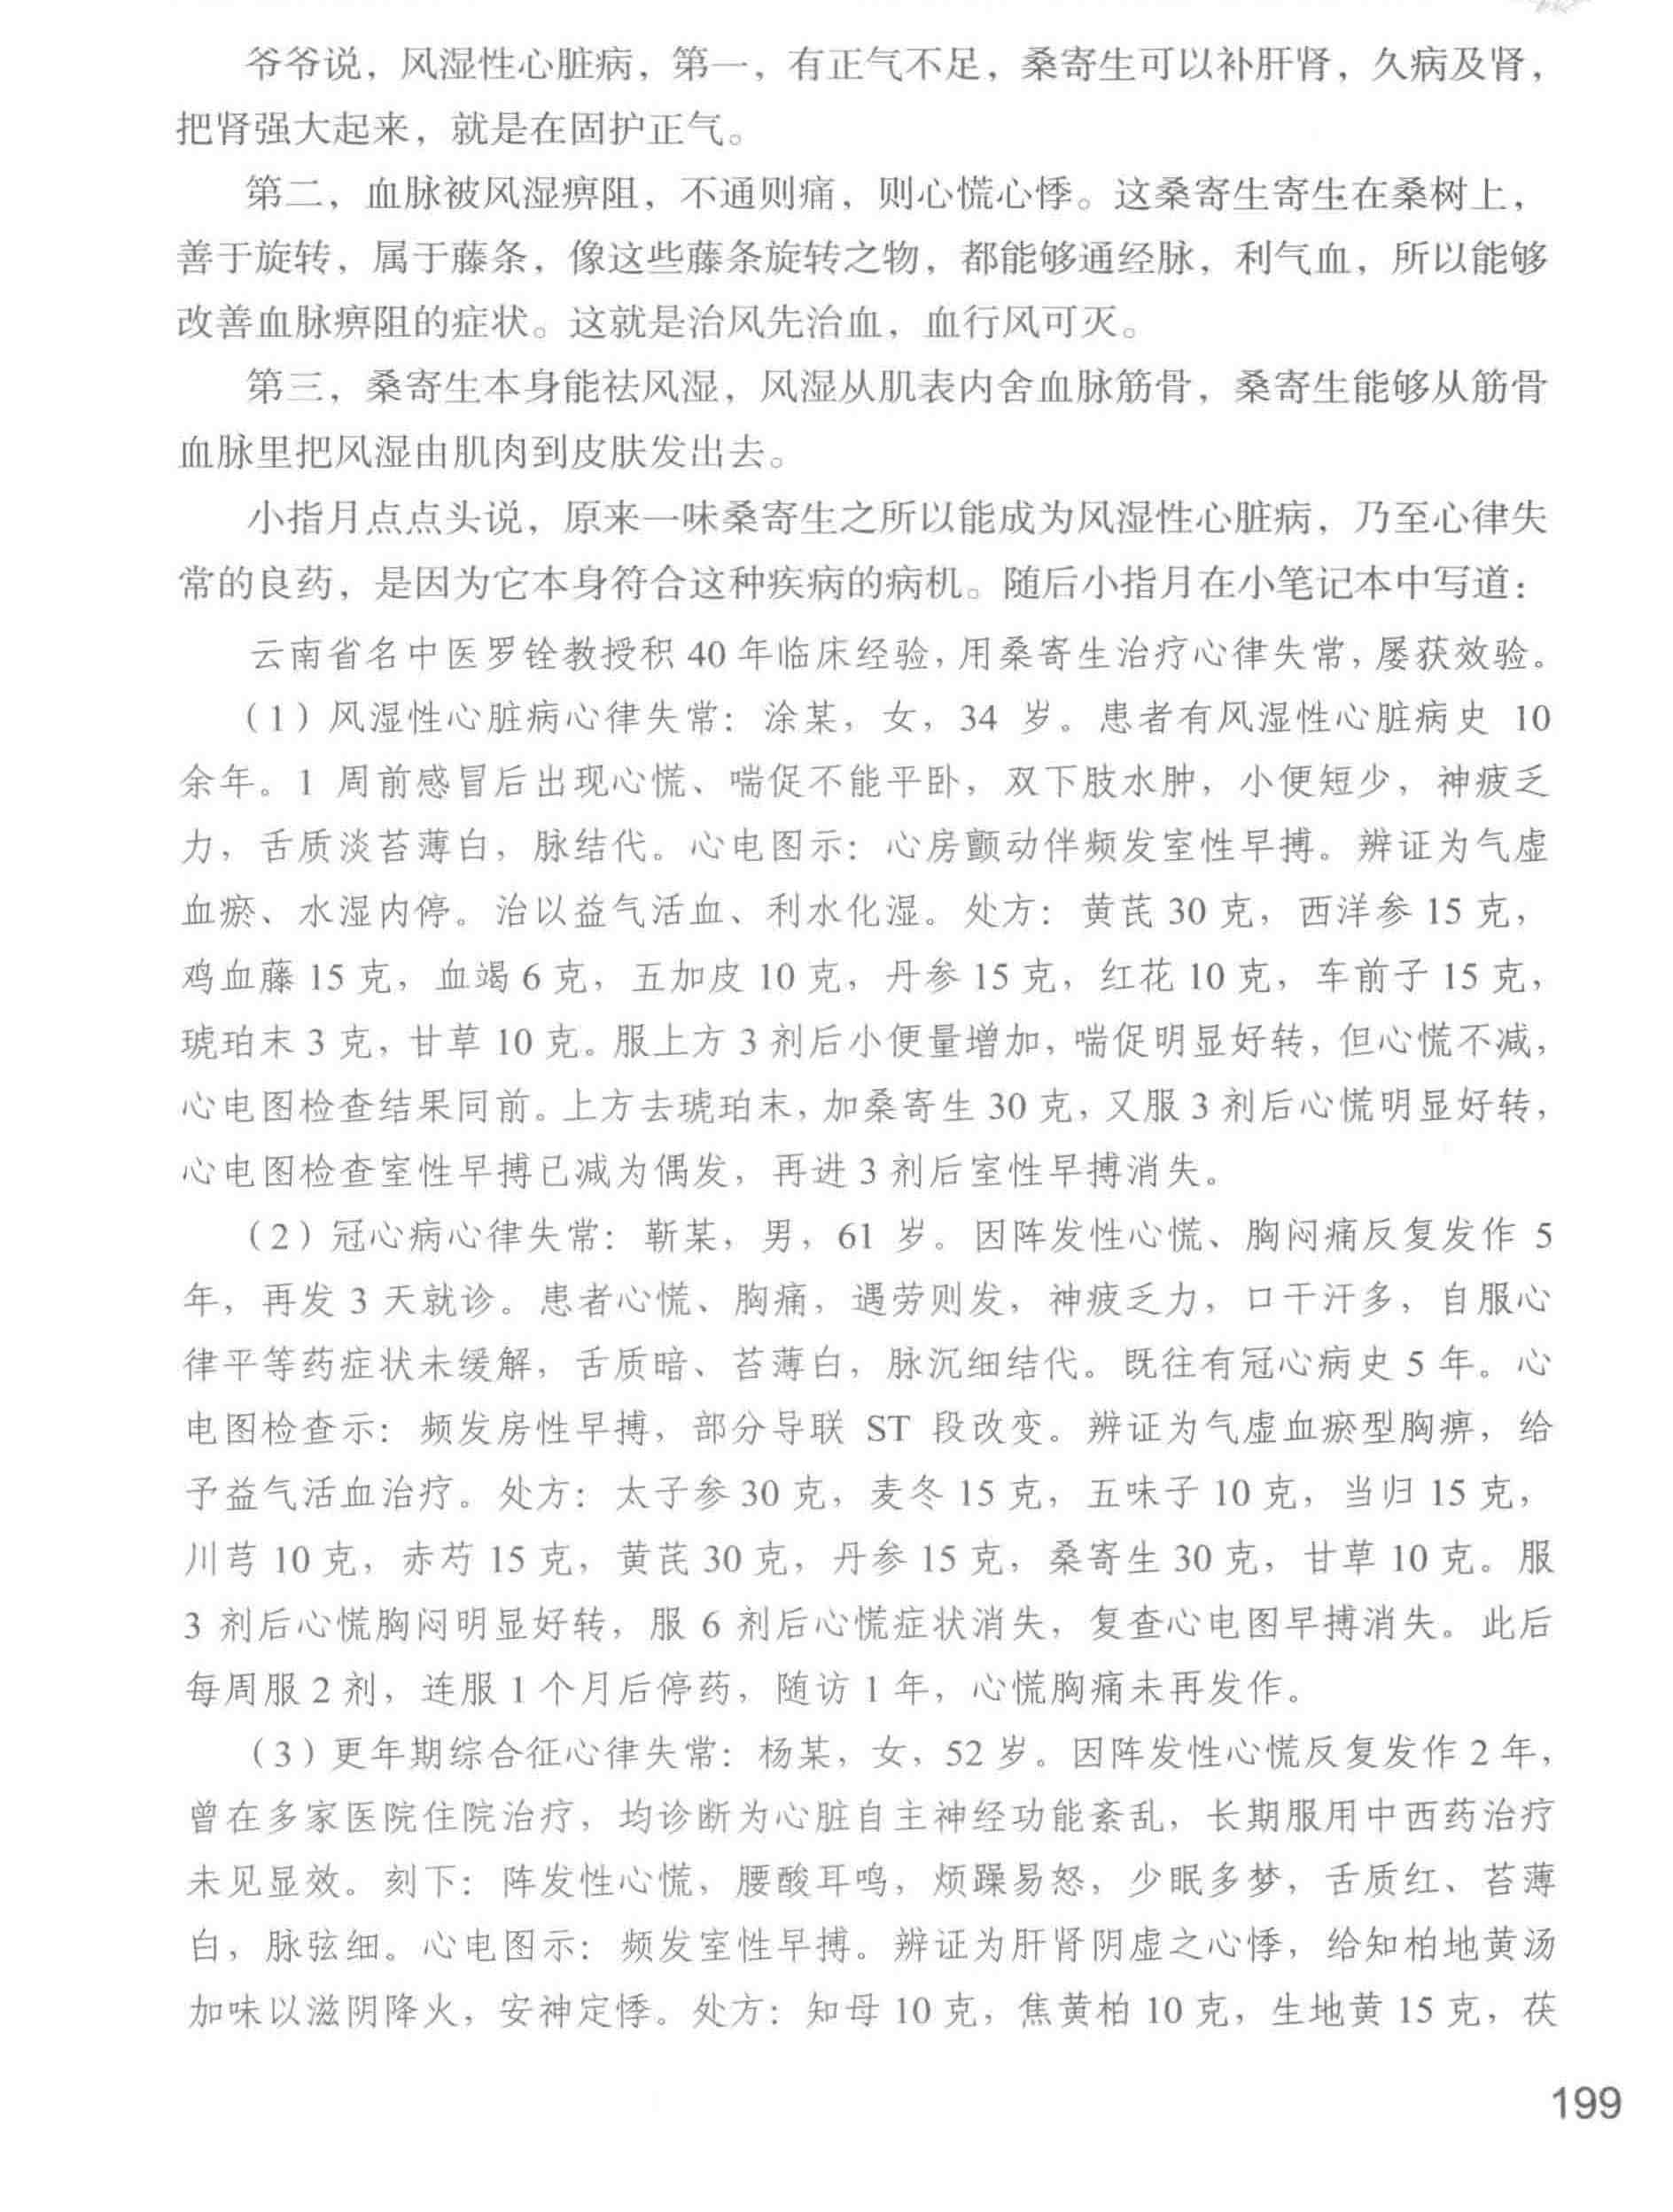 爷爷说，风湿性心脏病，第一，有正气不足，桑寄生可以补肝肾，久病及肾，
把肾强大起来，就是在固护正气。
第二，血脉被风湿痹阻，不通则痛，则心慌心悸。这桑寄生寄生在桑树上，
善于旋转，属于藤条，像这些藤条旋转之物，都能够通经脉，利气血，所以能够
改善血脉痹阻的症状。这就是治风先治血，血行风可灭。
第三，桑寄生本身能祛风湿，风湿从肌表内舍血脉筋骨，桑寄生能够从筋骨
血脉里把风湿由肌肉到皮肤发出去。
小指月点点头说，原来一味桑寄生之所以能成为风湿性心脏病，乃至心律失
常的良药，是因为它本身符合这种疾病的病机。随后小指月在小笔记本中写道：
云南省名中医罗铨教授积 40 年临床经验，用桑寄生治疗心律失常，屡获效验。
（1）风湿性心脏病心律失常：涂某，女，34 岁。患者有风湿性心脏病史 10
余年。1 周前感冒后出现心慌、喘促不能平卧，双下肢水肿，小便短少，神疲乏
力，舌质淡苔薄白，脉结代。心电图示：心房颤动伴频发室性早搏。辨证为气虚
血瘀、水湿内停。治以益气活血、利水化湿。处方：黄芪 30 克，西洋参 15 克，
鸡血藤 15 克，血竭 6 克，五加皮 10 克，丹参 15 克，红花 10 克，车前子 15 克，
琥珀末 3 克，甘草 10 克。服上方 3 剂后小便量增加，喘促明显好转，但心慌不减，
心电图检查结果同前。上方去琥珀末，加桑寄生 30 克，又服 3 剂后心慌明显好转，
心电图检查室性早搏已减为偶发，再进 3 剂后室性早搏消失。
（2）冠心病心律失常：靳某，男，61 岁。因阵发性心慌、胸闷痛反复发作 5
年，再发 3 天就诊。患者心慌、胸痛，遇劳则发，神疲乏力，口干汗多，自服心
律平等药症状未缓解，舌质暗、苔薄白，脉沉细结代。既往有冠心病史 5 年。心
电图检查示：频发房性早搏，部分导联 ST 段改变。辨证为气虚血瘀型胸痹，给
予益气活血治疗。处方：太子参 30 克，麦冬 15 克，五味子 10 克，当归 15 克，
川芎 10 克，赤芍 15 克，黄芪 30 克，丹参 15 克，桑寄生 30 克，甘草 10 克。服
3 剂后心慌胸闷明显好转，服 6 剂后心慌症状消失，复查心电图早搏消失。此后
每周服 2 剂，连服 1 个月后停药，随访 1 年，心慌胸痛未再发作。
（3）更年期综合征心律失常：杨某，女，52 岁。因阵发性心慌反复发作 2 年，
曾在多家医院住院治疗，均诊断为心脏自主神经功能紊乱，长期服用中西药治疗
未见显效。刻下：阵发性心慌，腰酸耳鸣，烦躁易怒，少眠多梦，舌质红、苔薄
白，脉弦细。心电图示：频发室性早搏。辨证为肝肾阴虚之心悸，给知柏地黄汤
加味以滋阴降火，安神定悸。处方：知母 10 克，焦黄柏 10 克，生地黄 15 克，茯
199